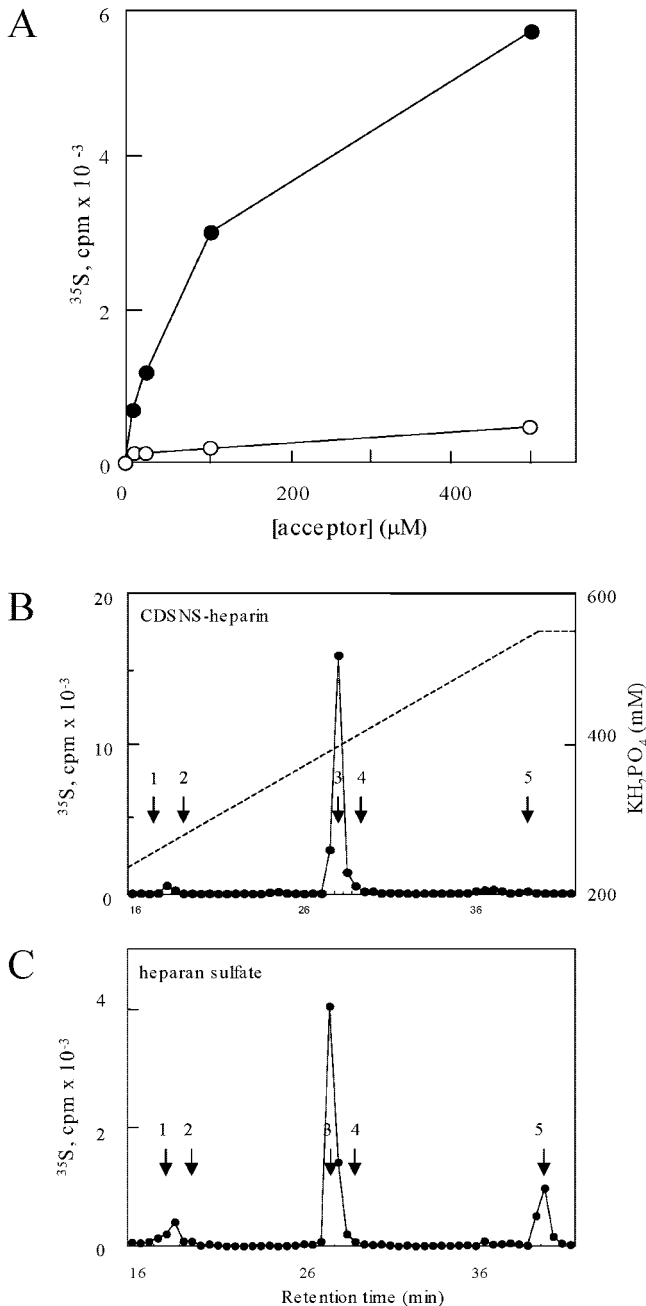 A
6
4
2
0
³⁵S, cpm x 10⁻³
0 200 400
[acceptor] (µM)
B
CDSNS-heparin
20
10
0
³⁵S, cpm x 10⁻³
600
400
200
KH₂PO₄ (mM)
1 2 3 4 5
16 26 36
C
heparan sulfate
4
2
0
³⁵S, cpm x 10⁻³
1 2 3 4 5
16 26 36
Retention time (min)